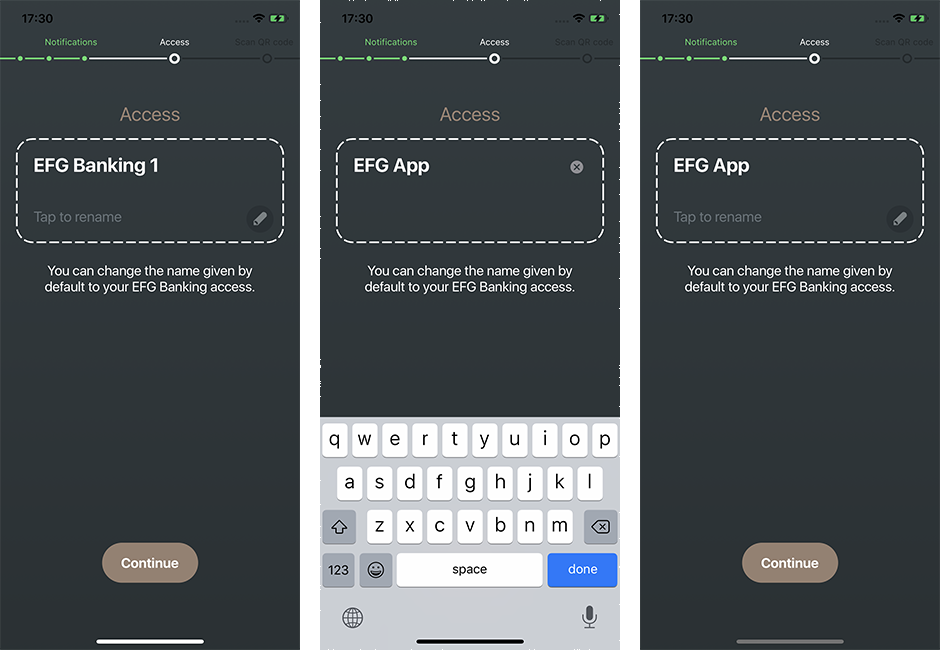 17:30
Notifications Access Scan QR code
Access
EFG Banking 1
Tap to rename
You can change the name given by
default to your EFG Banking access.
Continue
17:30
Notifications Access Scan QR code
Access
EFG App
You can change the name given by
default to your EFG Banking access.
q w e r t y u i o p
a s d f g h j k l
z x c v b n m
123 space done
17:30
Notifications Access Scan QR code
Access
EFG App
Tap to rename
You can change the name given by
default to your EFG Banking access.
Continue